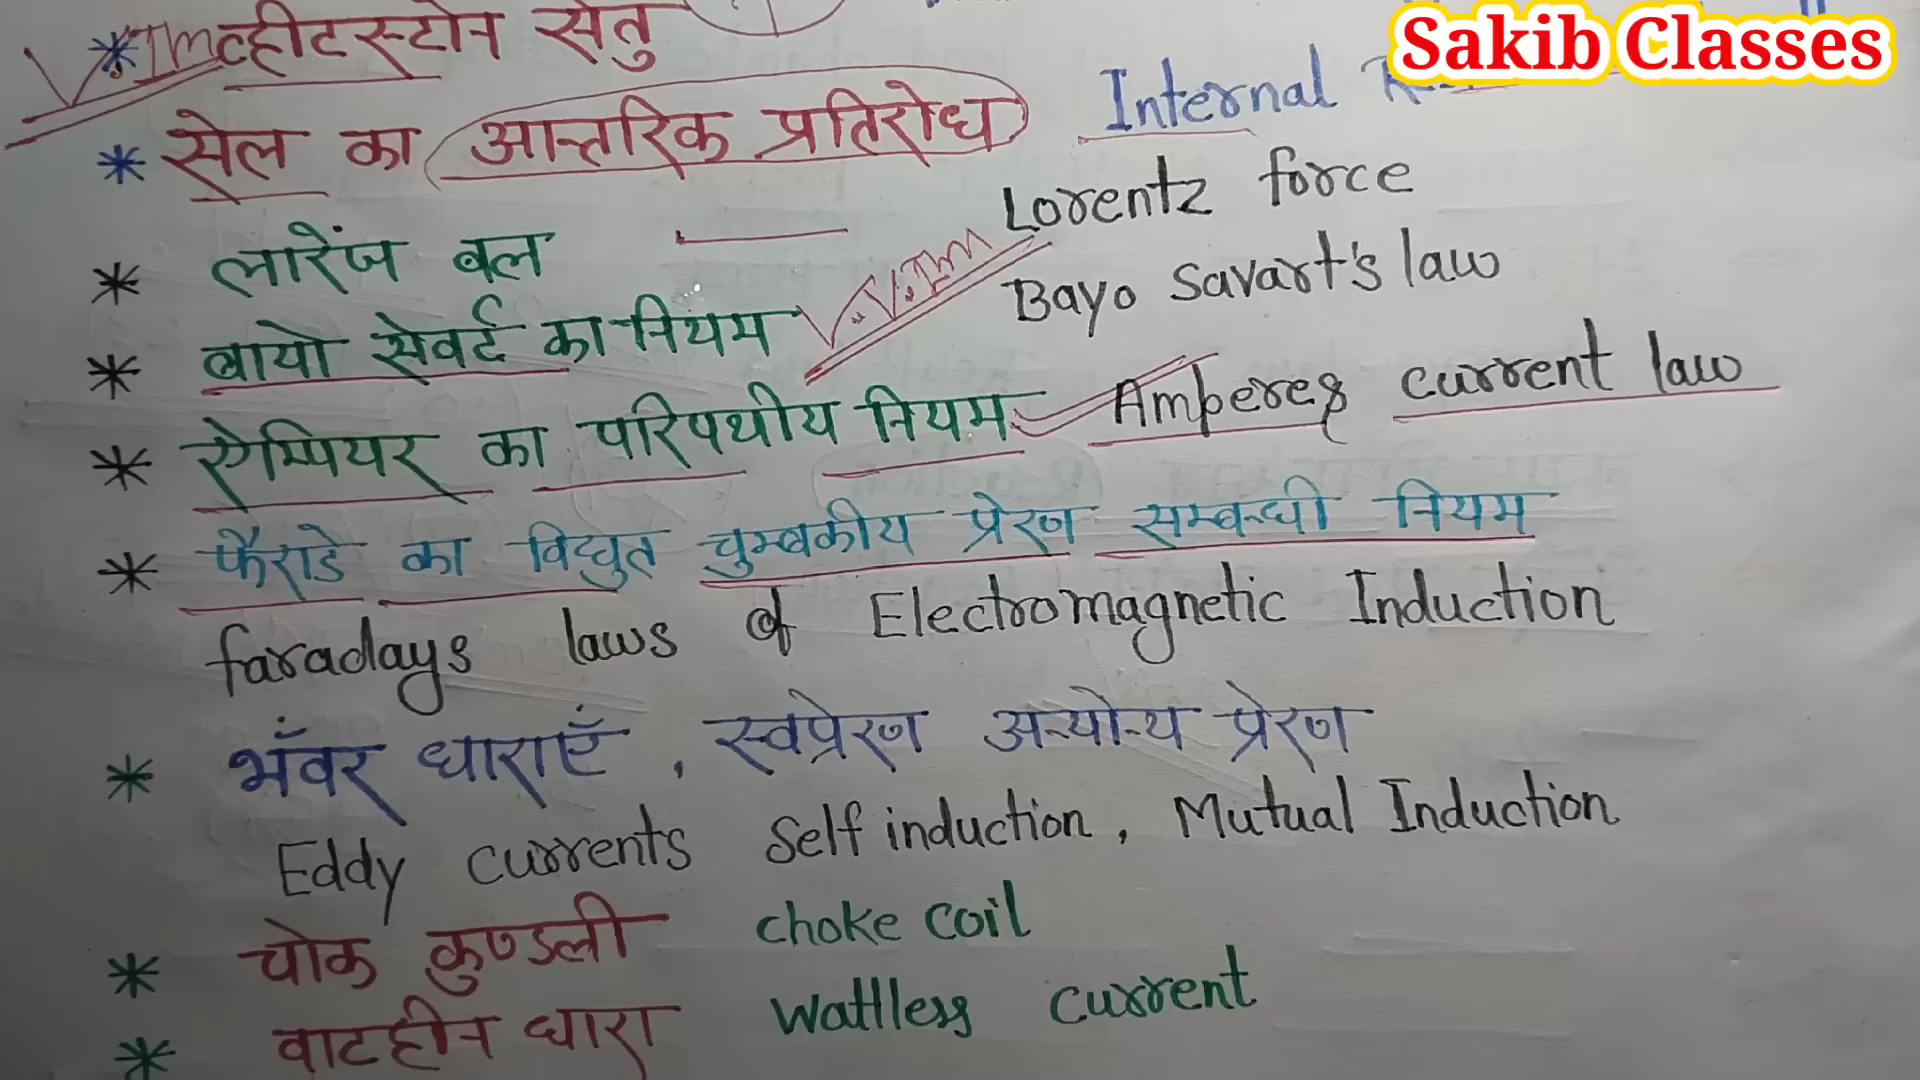 Sakib Classes
* V.Imp व्हीटस्टोन सेतु
* सेल का आन्तरिक प्रतिरोध Internal
* लारेंज बल Lorentz force
* बायो सेवर्ट का नियम V.Im Bayo Savart's law
* ऐम्पियर का परिपथीय नियम Amperes current law
* फैराडे का विद्युत चुम्बकीय प्रेरण सम्बन्धी नियम
faradays laws of Electromagnetic Induction
* भँवर धाराएँ , स्वप्रेरण अन्योन्य प्रेरण
Eddy currents Self induction , Mutual Induction
* चोक कुण्डली choke coil
* वाटहीन धारा wattless current